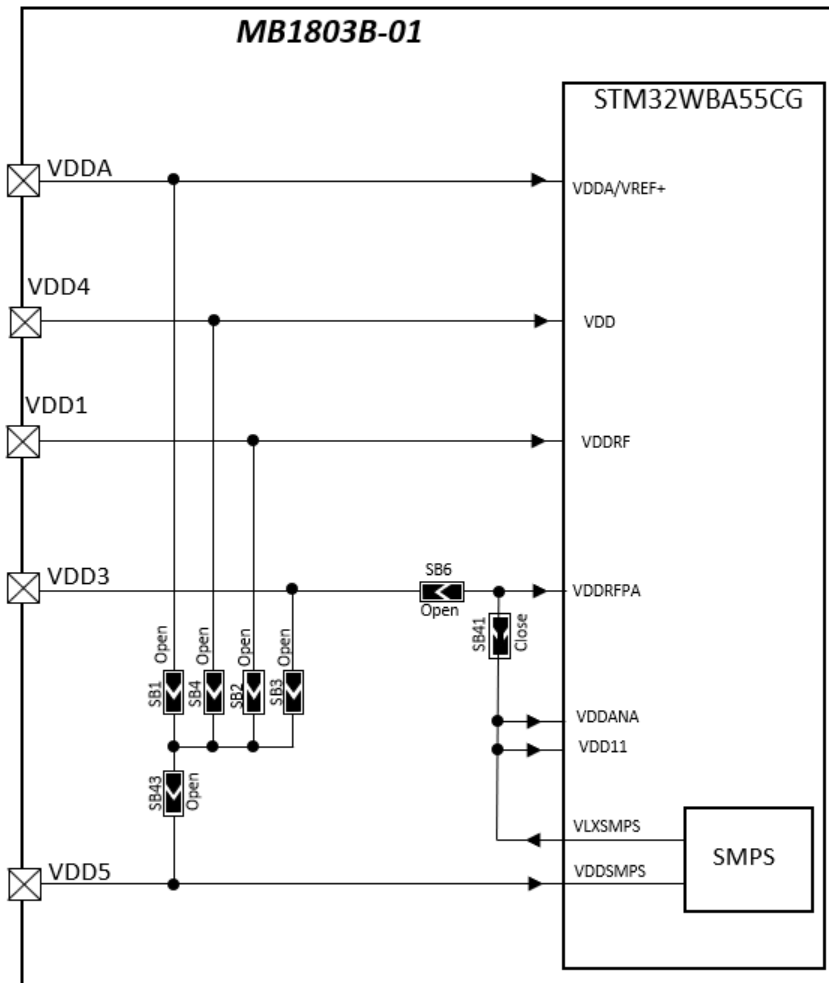 MB1803B-01
STM32WBA55CG
VDDA
VDDA/VREF+
VDD4
VDD
VDD1
VDDRF
VDD3
SB6
Open
VDDRFPA
SB41
Close
SB1
Open
SB4
Open
SB2
Open
SB3
Open
VDDANA
VDD11
SB43
Open
VLXSMPS
SMPS
VDD5
VDDSMPS